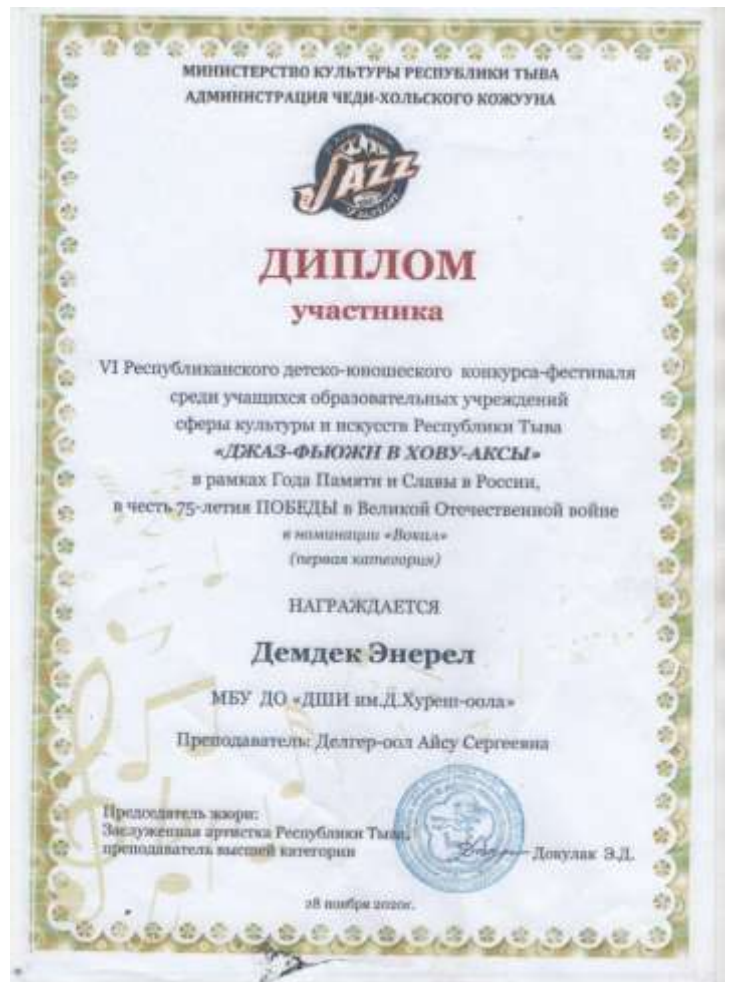 МИНИСТЕРСТВО КУЛЬТУРЫ РЕСПУБЛИКИ ТЫВА
АДМИНИСТРАЦИЯ ЧЕДИ-ХОЛЬСКОГО КОЖУУНА
JAZZ
ДИПЛОМ
участника
VI Республиканского детско-юношеского конкурса-фестиваля
среди учащихся образовательных учреждений
сферы культуры и искусств Республики Тыва
«ДЖАЗ-ФЬЮЖН В ХОВУ-АКСЫ»
в рамках Года Памяти и Славы в России,
в честь 75-летия ПОБЕДЫ в Великой Отечественной войне
в номинации «Вокал»
(первая категория)
НАГРАЖДАЕТСЯ
Демдек Энерел
МБУ ДО «ДШИ им.Д.Хуреш-оола»
Преподаватель: Делгер-оол Айсу Сергеевна
Председатель жюри:
Заслуженная артистка Республики Тыва,
преподаватель высшей категории
Донулак Э.Д.
28 ноября 2020г.